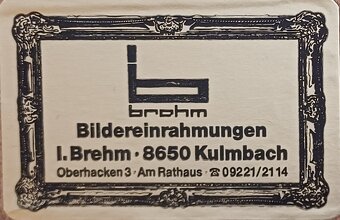 brehm
Bildereinrahmungen
I. Brehm · 8650 Kulmbach
Oberhacken 3 · Am Rathaus · ☎ 09221/2114